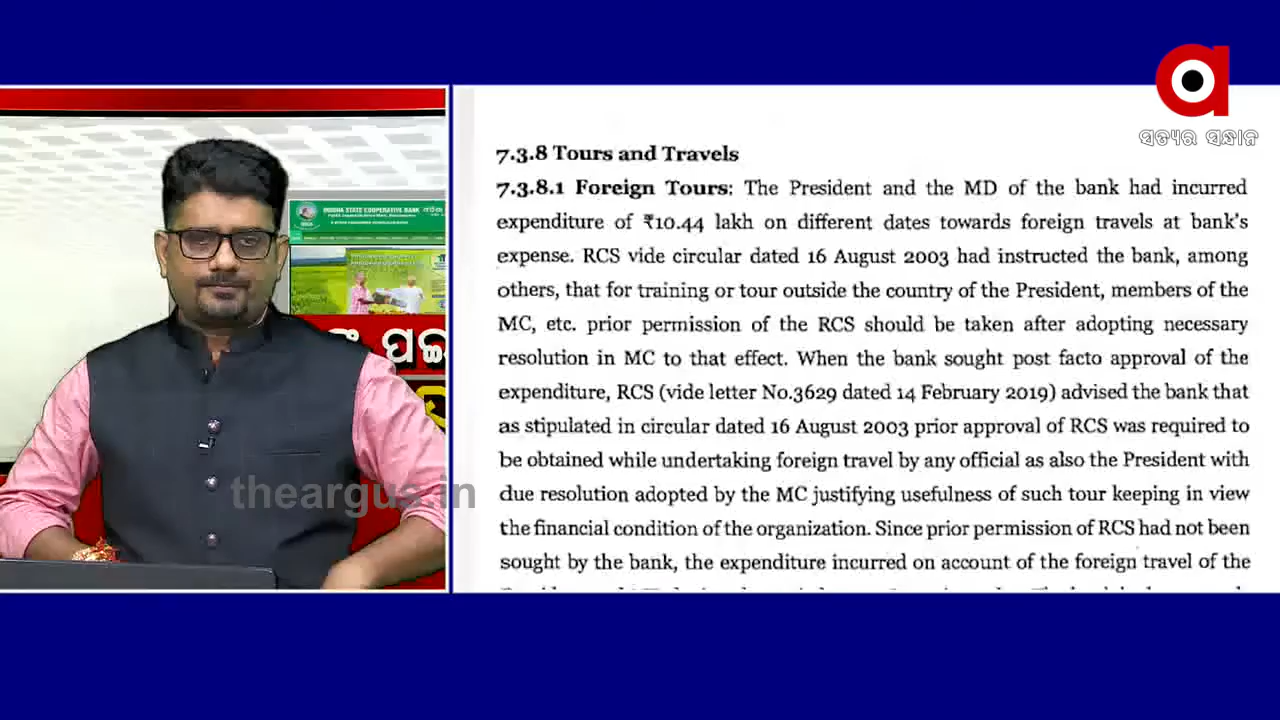 ସତ୍ୟର ସନ୍ଧାନ
7.3.8 Tours and Travels
7.3.8.1 Foreign Tours: The President and the MD of the bank had incurred
expenditure of ₹10.44 lakh on different dates towards foreign travels at bank's
expense. RCS vide circular dated 16 August 2003 had instructed the bank, among
others, that for training or tour outside the country of the President, members of the
MC, etc. prior permission of the RCS should be taken after adopting necessary
resolution in MC to that effect. When the bank sought post facto approval of the
expenditure, RCS (vide letter No.3629 dated 14 February 2019) advised the bank that
as stipulated in circular dated 16 August 2003 prior approval of RCS was required to
be obtained while undertaking foreign travel by any official as also the President with
due resolution adopted by the MC justifying usefulness of such tour keeping in view
the financial condition of the organization. Since prior permission of RCS had not been
sought by the bank, the expenditure incurred on account of the foreign travel of the
ODISHA STATE COOPERATIVE BANK
theargus.in